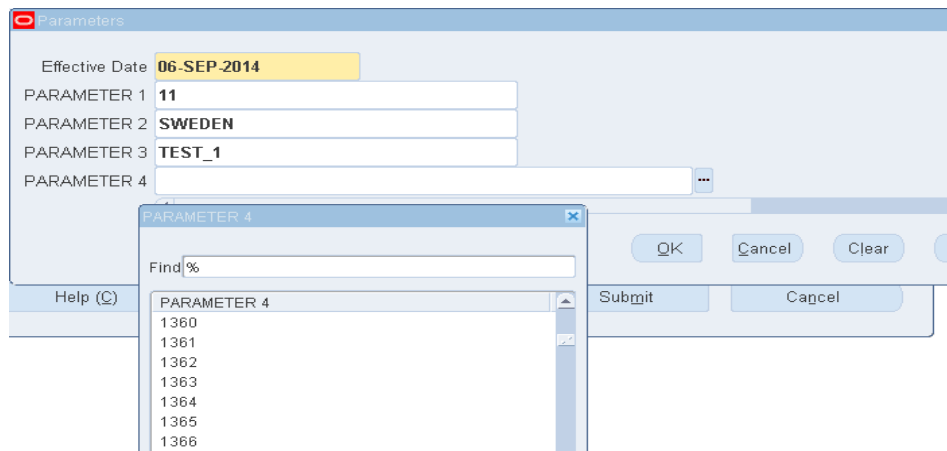 Parameters
Effective Date 06-SEP-2014
PARAMETER 1 11
PARAMETER 2 SWEDEN
PARAMETER 3 TEST_1
PARAMETER 4 ...
PARAMETER 4
OK Cancel Clear
Find %
Help (C) Submit Cancel
PARAMETER 4
1360
1361
1362
1363
1364
1365
1366